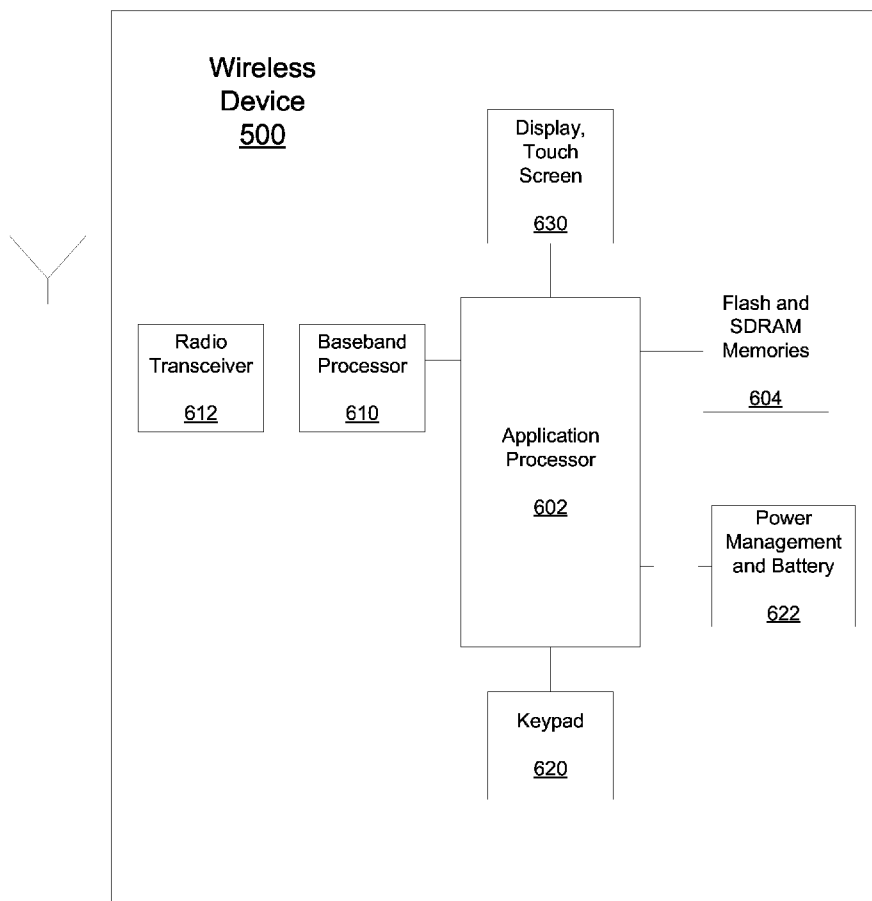 Wireless
Device
500
Display,
Touch
Screen
630
Radio
Transceiver
612
Baseband
Processor
610
Flash and
SDRAM
Memories
604
Application
Processor
602
Power
Management
and Battery
622
Keypad
620